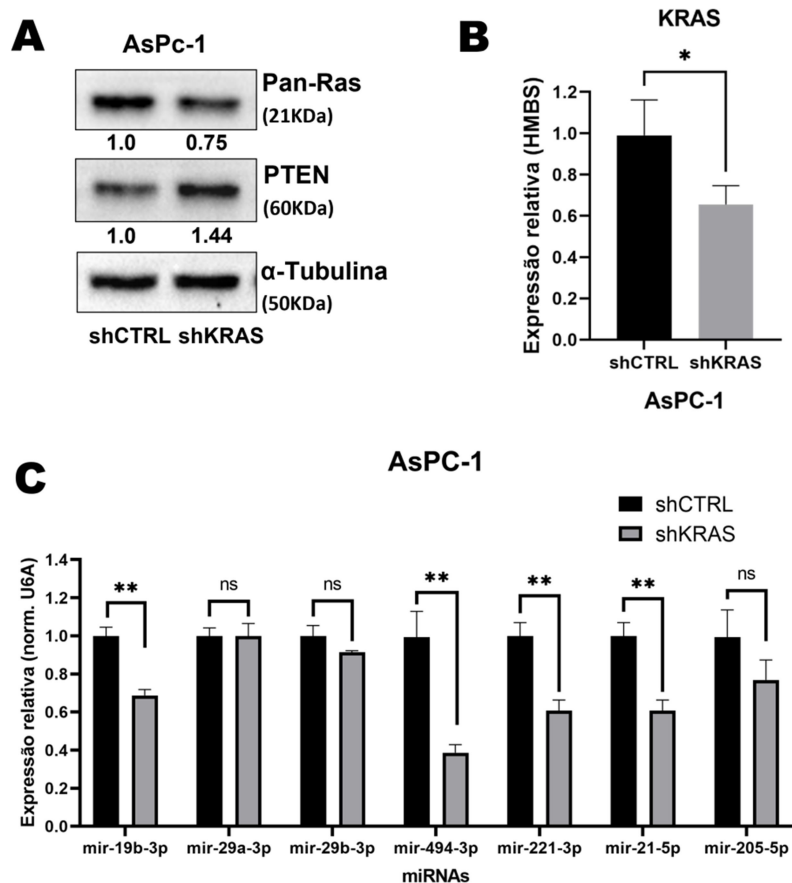 A
AsPc-1
Pan-Ras
(21KDa)
1.0 0.75
PTEN
(60KDa)
1.0 1.44
α-Tubulina
(50KDa)
shCTRL shKRAS
B
KRAS
*
Expressão relativa (HMBS)
1.2
1.0
0.8
0.6
0.4
0.2
0.0
shCTRL shKRAS
AsPC-1
C
AsPC-1
shCTRL
shKRAS
Expressão relativa (norm. U6A)
1.4
1.2
1.0
0.8
0.6
0.4
0.2
0.0
** ns ns ** ** ** ns
mir-19b-3p mir-29a-3p mir-29b-3p mir-494-3p mir-221-3p mir-21-5p mir-205-5p
miRNAs